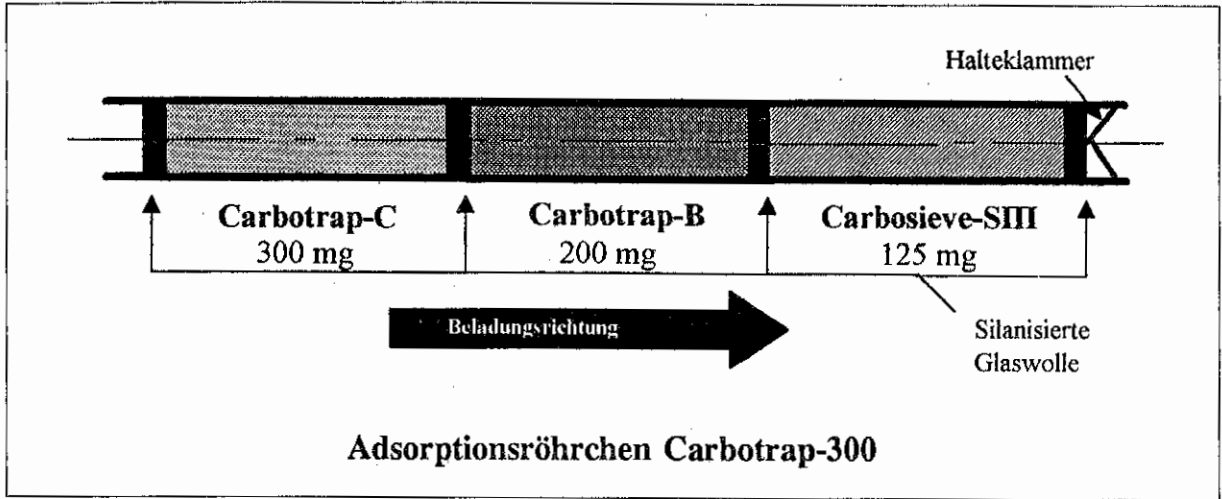 Halteklammer
Carbotrap-C
300 mg
Carbotrap-B
200 mg
Carbosieve-SIII
125 mg
Beladungsrichtung
Silanisierte
Glaswolle
Adsorptionsröhrchen Carbotrap-300